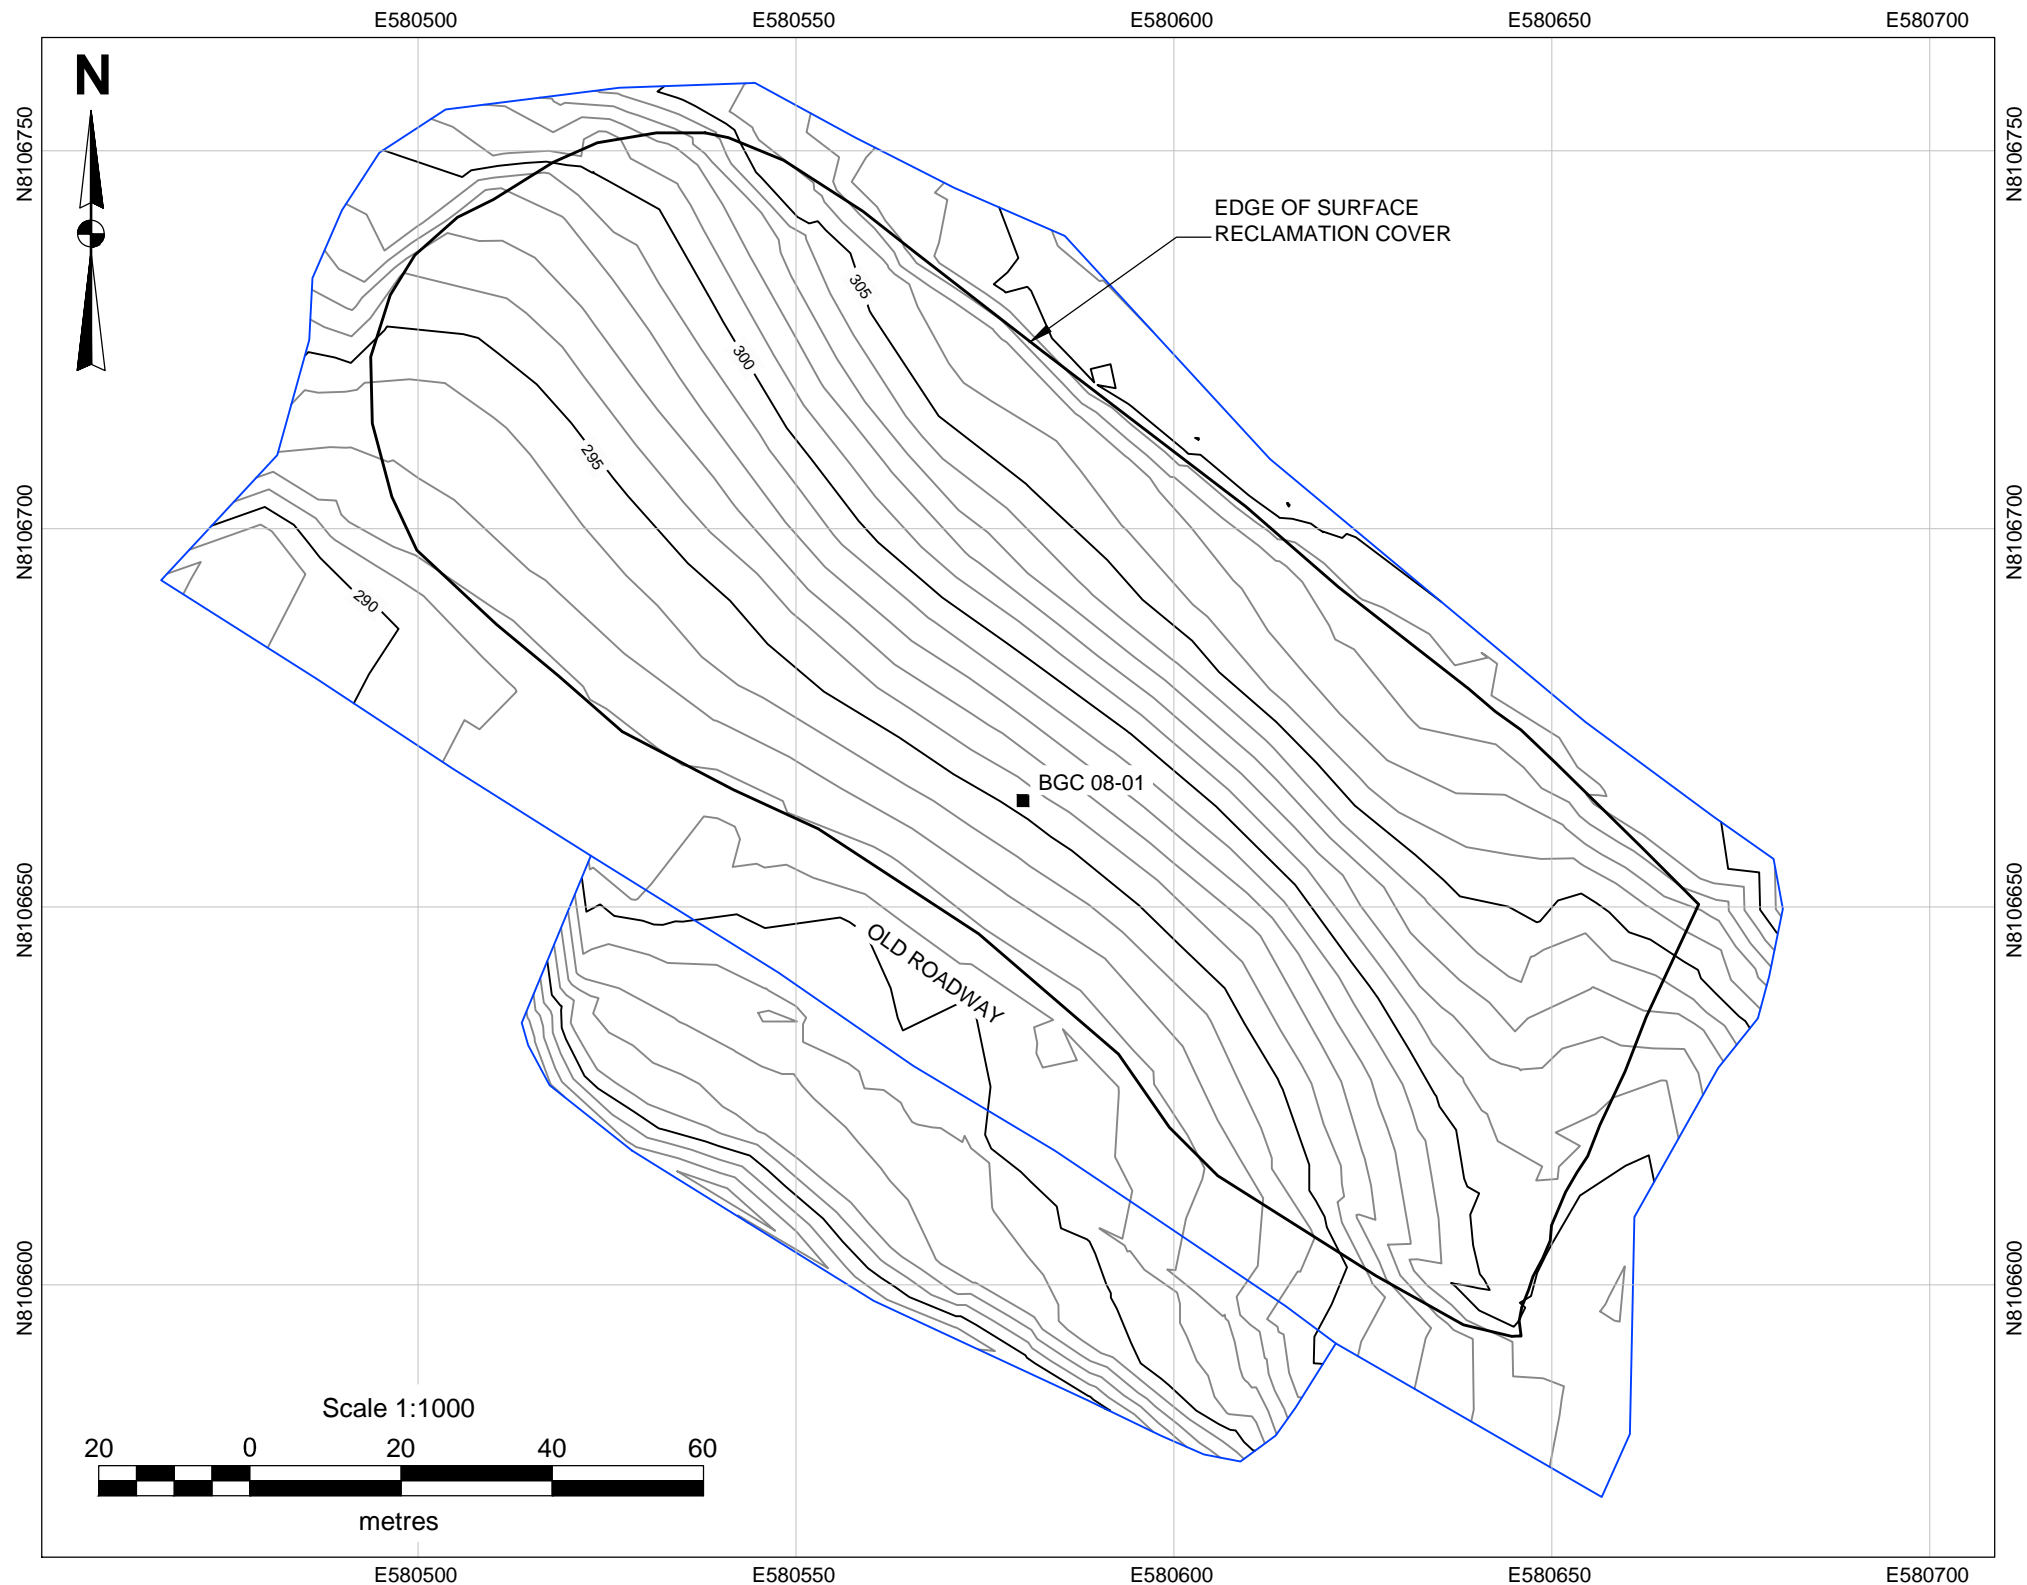 E580500 E580550 E580600 E580650 E580700
N
N8106750
N8106750
EDGE OF SURFACE
RECLAMATION COVER
305
300
295
N8106700
N8106700
290
BGC 08-01
N8106650
N8106650
OLD ROADWAY
N8106600
N8106600
Scale 1:1000
20 0 20 40 60
metres
E580500 E580550 E580600 E580650 E580700